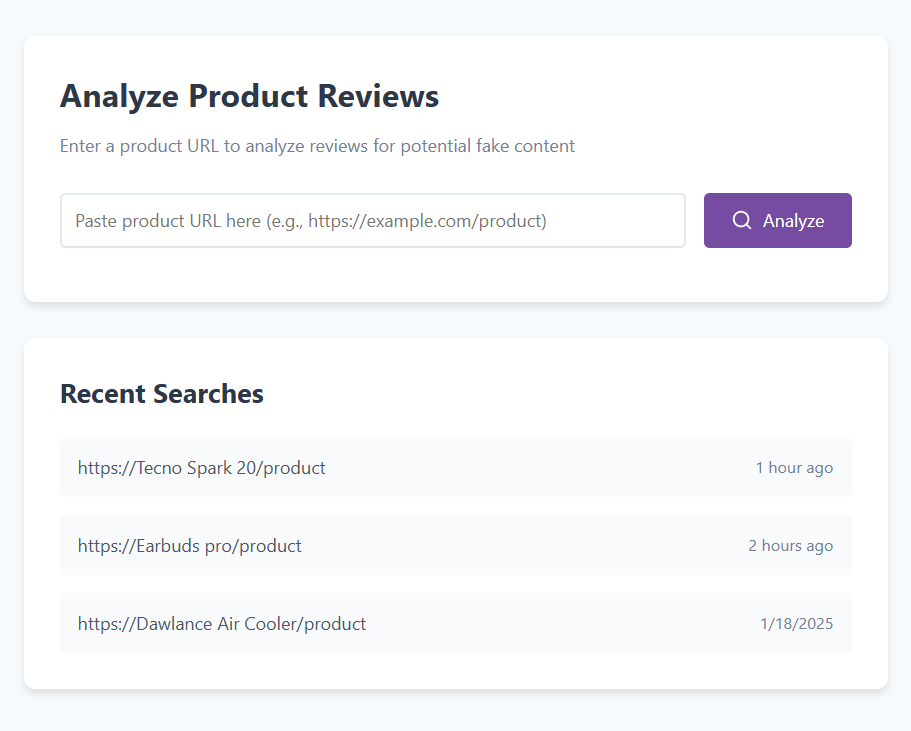 Analyze Product Reviews
Enter a product URL to analyze reviews for potential fake content
Paste product URL here (e.g., https://example.com/product)
Analyze
Recent Searches
https://Tecno Spark 20/product
1 hour ago
https://Earbuds pro/product
2 hours ago
https://Dawlance Air Cooler/product
1/18/2025